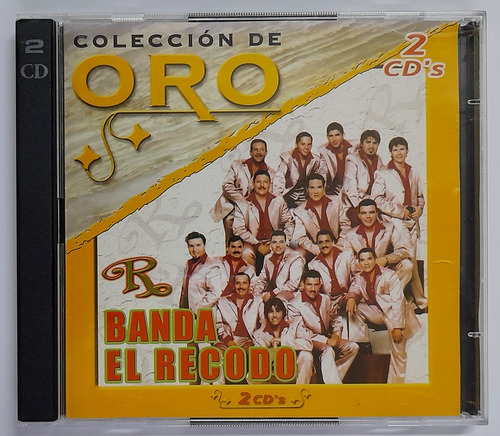 2
CD
COLECCIÓN DE
ORO
2
CD's
R
BANDA
EL RECODO
2 CD's